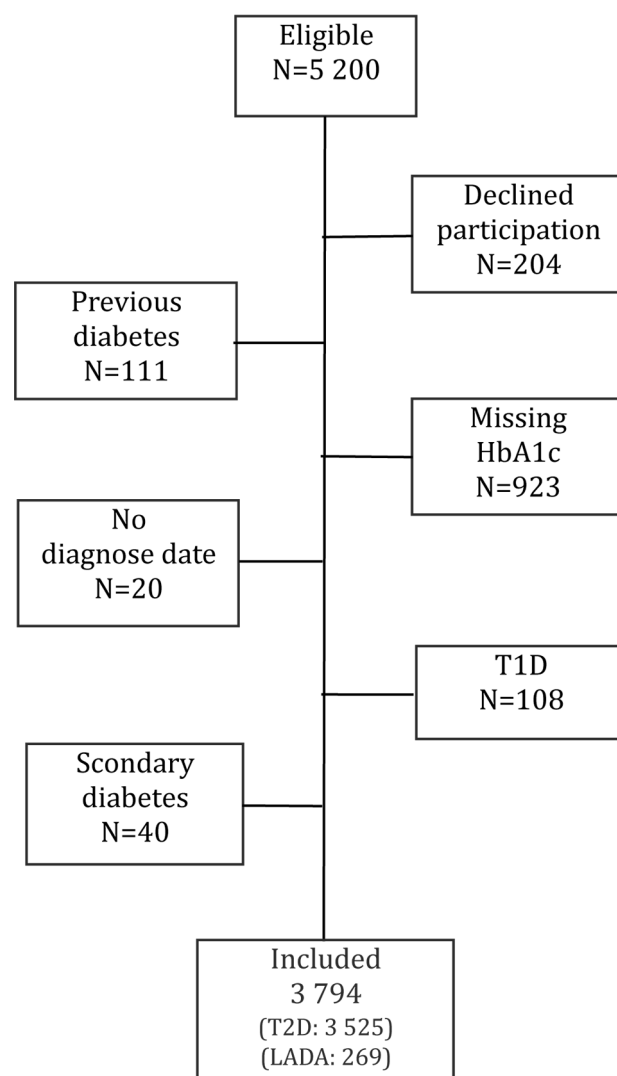 Eligible
N=5 200
Declined
participation
N=204
Previous
diabetes
N=111
Missing
HbA1c
N=923
No
diagnose date
N=20
T1D
N=108
Scondary
diabetes
N=40
Included
3 794
(T2D: 3 525)
(LADA: 269)